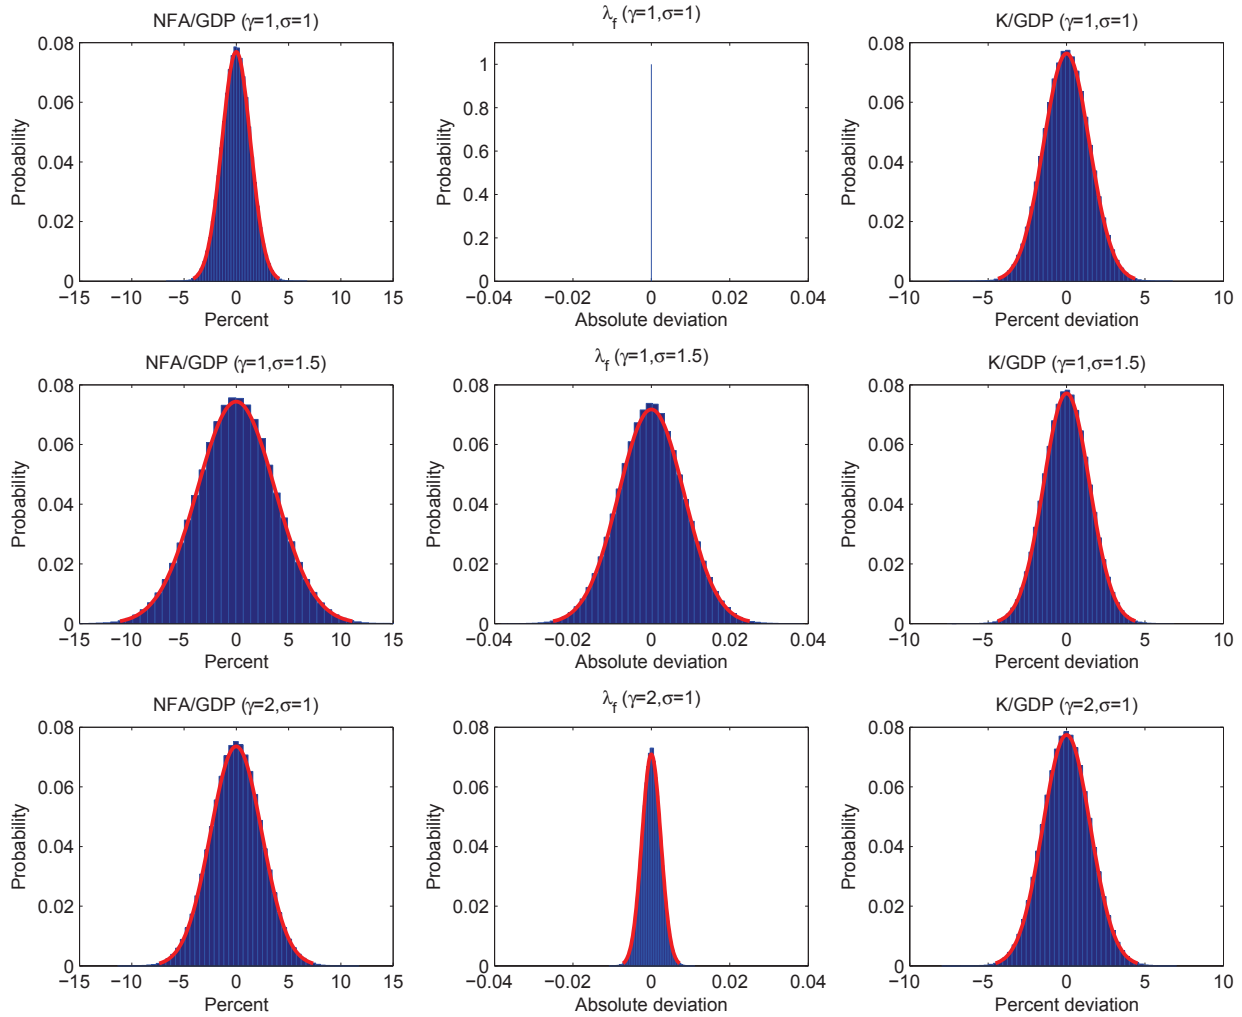 NFA/GDP (γ=1,σ=1)
λf (γ=1,σ=1)
K/GDP (γ=1,σ=1)
Probability
0.08
0.06
0.04
0.02
0
−15 −10 −5 0 5 10 15
Percent
Probability
1
0.8
0.6
0.4
0.2
0
−0.04 −0.02 0 0.02 0.04
Absolute deviation
Probability
0.08
0.06
0.04
0.02
0
−10 −5 0 5 10
Percent deviation
NFA/GDP (γ=1,σ=1.5)
λf (γ=1,σ=1.5)
K/GDP (γ=1,σ=1.5)
Probability
0.08
0.06
0.04
0.02
0
−15 −10 −5 0 5 10 15
Percent
Probability
0.08
0.06
0.04
0.02
0
−0.04 −0.02 0 0.02 0.04
Absolute deviation
Probability
0.08
0.06
0.04
0.02
0
−10 −5 0 5 10
Percent deviation
NFA/GDP (γ=2,σ=1)
λf (γ=2,σ=1)
K/GDP (γ=2,σ=1)
Probability
0.08
0.06
0.04
0.02
0
−15 −10 −5 0 5 10 15
Percent
Probability
0.08
0.06
0.04
0.02
0
−0.04 −0.02 0 0.02 0.04
Absolute deviation
Probability
0.08
0.06
0.04
0.02
0
−10 −5 0 5 10
Percent deviation